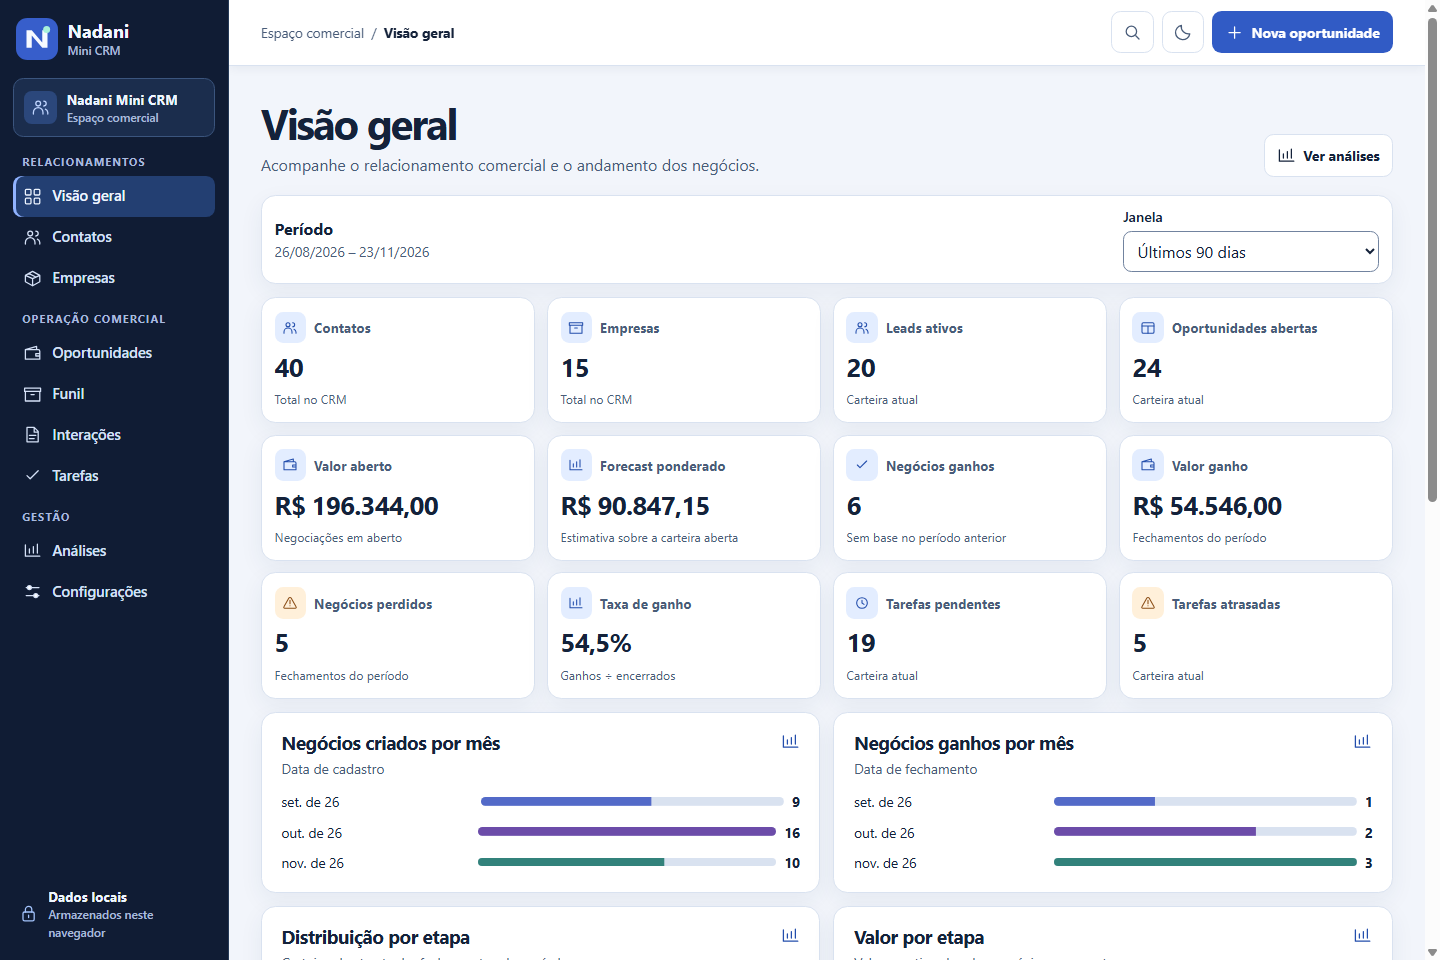 Nadani
Mini CRM
Nadani Mini CRM
Espaço comercial
RELACIONAMENTOS
Visão geral
Contatos
Empresas
OPERAÇÃO COMERCIAL
Oportunidades
Funil
Interações
Tarefas
GESTÃO
Análises
Configurações
Dados locais
Armazenados neste
navegador
Espaço comercial / Visão geral
Nova oportunidade
Visão geral
Acompanhe o relacionamento comercial e o andamento dos negócios.
Ver análises
Período
26/08/2026 – 23/11/2026
Janela
Últimos 90 dias
Contatos
40
Total no CRM
Empresas
15
Total no CRM
Leads ativos
20
Carteira atual
Oportunidades abertas
24
Carteira atual
Valor aberto
R$ 196.344,00
Negociações em aberto
Forecast ponderado
R$ 90.847,15
Estimativa sobre a carteira aberta
Negócios ganhos
6
Sem base no período anterior
Valor ganho
R$ 54.546,00
Fechamentos do período
Negócios perdidos
5
Fechamentos do período
Taxa de ganho
54,5%
Ganhos ÷ encerrados
Tarefas pendentes
19
Carteira atual
Tarefas atrasadas
5
Carteira atual
Negócios criados por mês
Data de cadastro
set. de 26 9
out. de 26 16
nov. de 26 10
Negócios ganhos por mês
Data de fechamento
set. de 26 1
out. de 26 2
nov. de 26 3
Distribuição por etapa
Valor por etapa